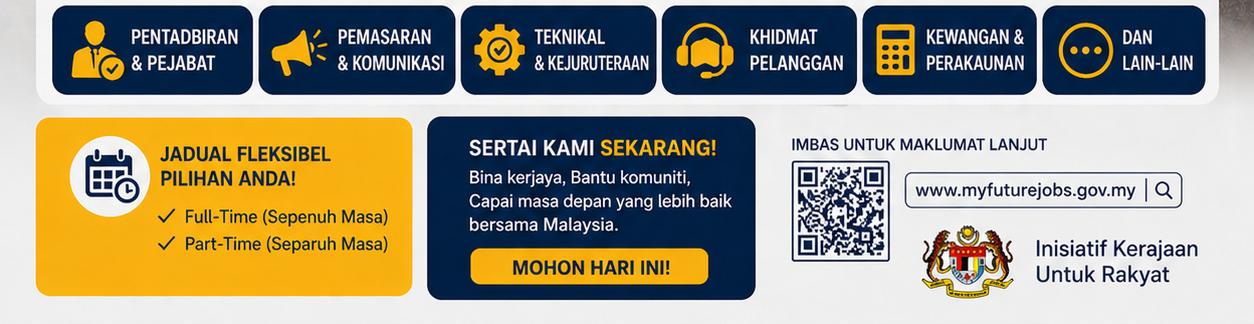 PENTADBIRAN
& PEJABAT
PEMASARAN
& KOMUNIKASI
TEKNIKAL
& KEJURUTERAAN
KHIDMAT
PELANGGAN
KEWANGAN &
PERAKAUNAN
DAN
LAIN-LAIN
JADUAL FLEKSIBEL
PILIHAN ANDA!
Full-Time (Sepenuh Masa)
Part-Time (Separuh Masa)
SERTAI KAMI SEKARANG!
Bina kerjaya, Bantu komuniti,
Capai masa depan yang lebih baik
bersama Malaysia.
MOHON HARI INI!
IMBAS UNTUK MAKLUMAT LANJUT
www.myfuturejobs.gov.my
Inisiatif Kerajaan
Untuk Rakyat